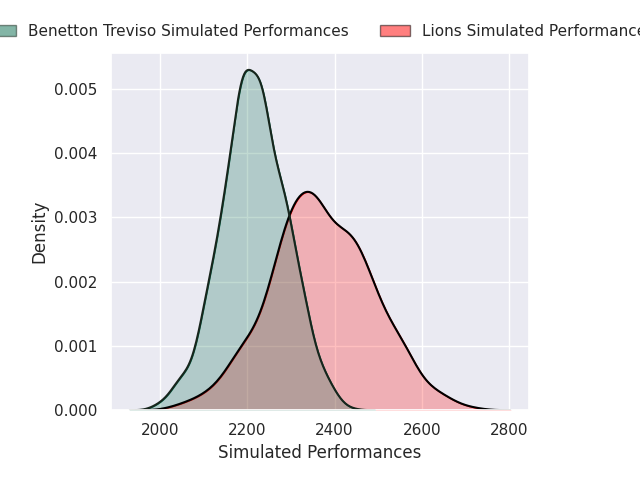 Benetton Treviso Simulated Performances
Lions Simulated Performance
Density
0.005
0.004
0.003
0.002
0.001
0.000
2000 2200 2400 2600 2800
Simulated Performances